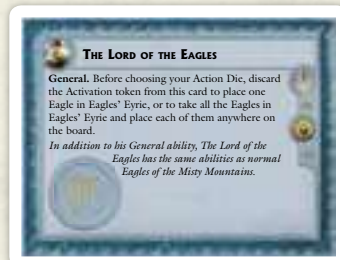 THE LORD OF THE EAGLES
General. Before choosing your Action Die, discard
the Activation token from this card to place one
Eagle in Eagles' Eyrie, or to take all the Eagles in
Eagles' Eyrie and place each of them anywhere on
the board.
In addition to his General ability, The Lord of the
Eagles has the same abilities as normal
Eagles of the Misty Mountains.